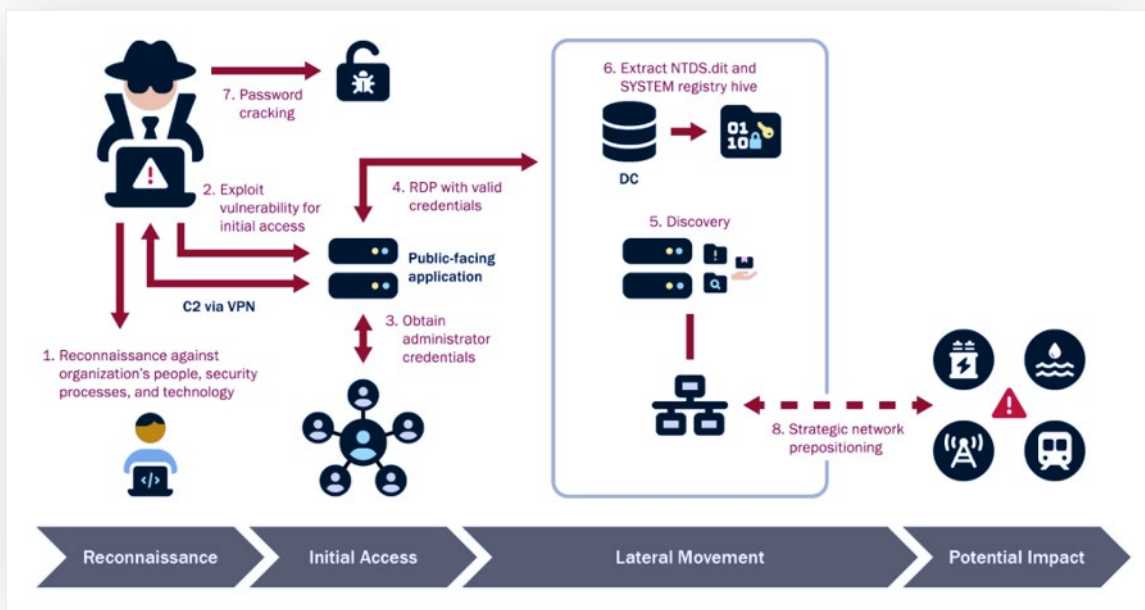 7. Password
cracking
2. Exploit
vulnerability for
initial access
C2 via VPN
1. Reconnaissance against
organization's people, security
processes, and technology
</>
4. RDP with valid
credentials
Public-facing
application
3. Obtain
administrator
credentials
6. Extract NTDS.dit and
SYSTEM registry hive
01
10
DC
5. Discovery
8. Strategic network
prepositioning
Reconnaissance
Initial Access
Lateral Movement
Potential Impact